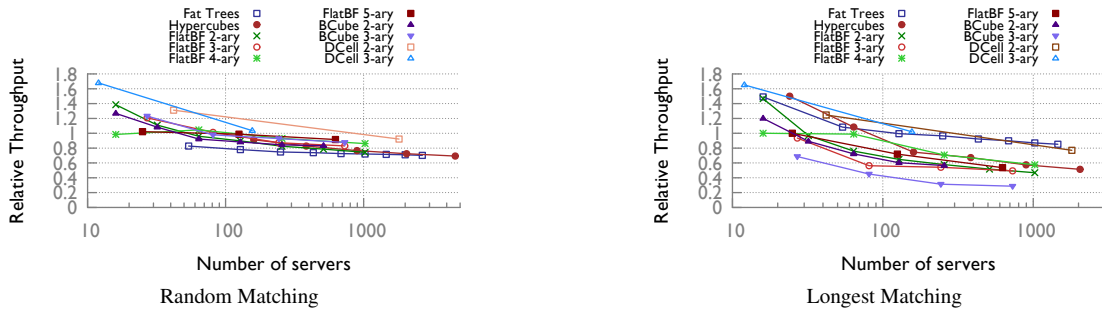 Fat Trees
Hypercubes
FlatBF 2-ary
FlatBF 3-ary
FlatBF 4-ary
FlatBF 5-ary
BCube 2-ary
BCube 3-ary
DCell 2-ary
DCell 3-ary
Relative Throughput
1.8
1.6
1.4
1.2
1
0.8
0.6
0.4
0.2
0
10
100
1000
Number of servers
Random Matching
Fat Trees
Hypercubes
FlatBF 2-ary
FlatBF 3-ary
FlatBF 4-ary
FlatBF 5-ary
BCube 2-ary
BCube 3-ary
DCell 2-ary
DCell 3-ary
Relative Throughput
1.8
1.6
1.4
1.2
1
0.8
0.6
0.4
0.2
0
10
100
1000
Number of servers
Longest Matching